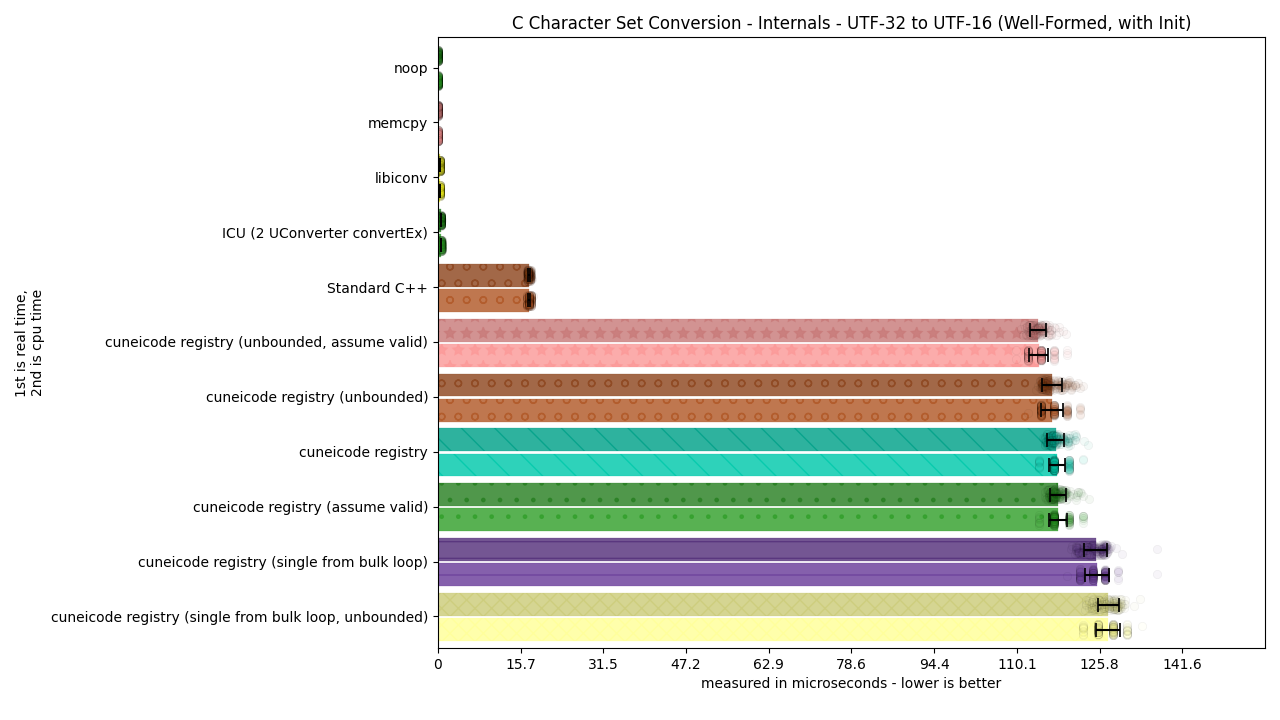 C Character Set Conversion - Internals - UTF-32 to UTF-16 (Well-Formed, with Init)
noop
memcpy
libiconv
ICU (2 UConverter convertEx)
Standard C++
cuneicode registry (unbounded, assume valid)
cuneicode registry (unbounded)
cuneicode registry
cuneicode registry (assume valid)
cuneicode registry (single from bulk loop)
cuneicode registry (single from bulk loop, unbounded)
1st is real time,
2nd is cpu time
0 15.7 31.5 47.2 62.9 78.6 94.4 110.1 125.8 141.6
measured in microseconds - lower is better